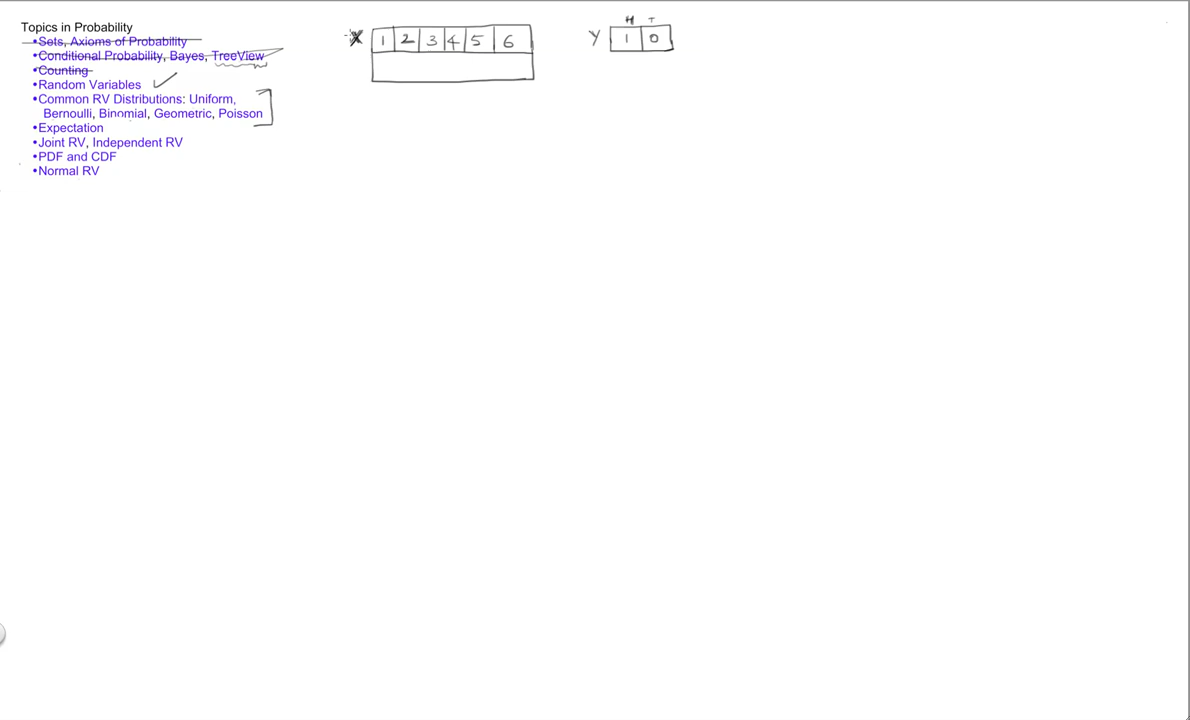 Topics in Probability
•Sets, Axioms of Probability
•Conditional Probability, Bayes, TreeView
•Counting
•Random Variables
•Common RV Distributions: Uniform,
Bernoulli, Binomial, Geometric, Poisson
•Expectation
•Joint RV, Independent RV
•PDF and CDF
•Normal RV
X 1 2 3 4 5 6
H T
Y 1 0